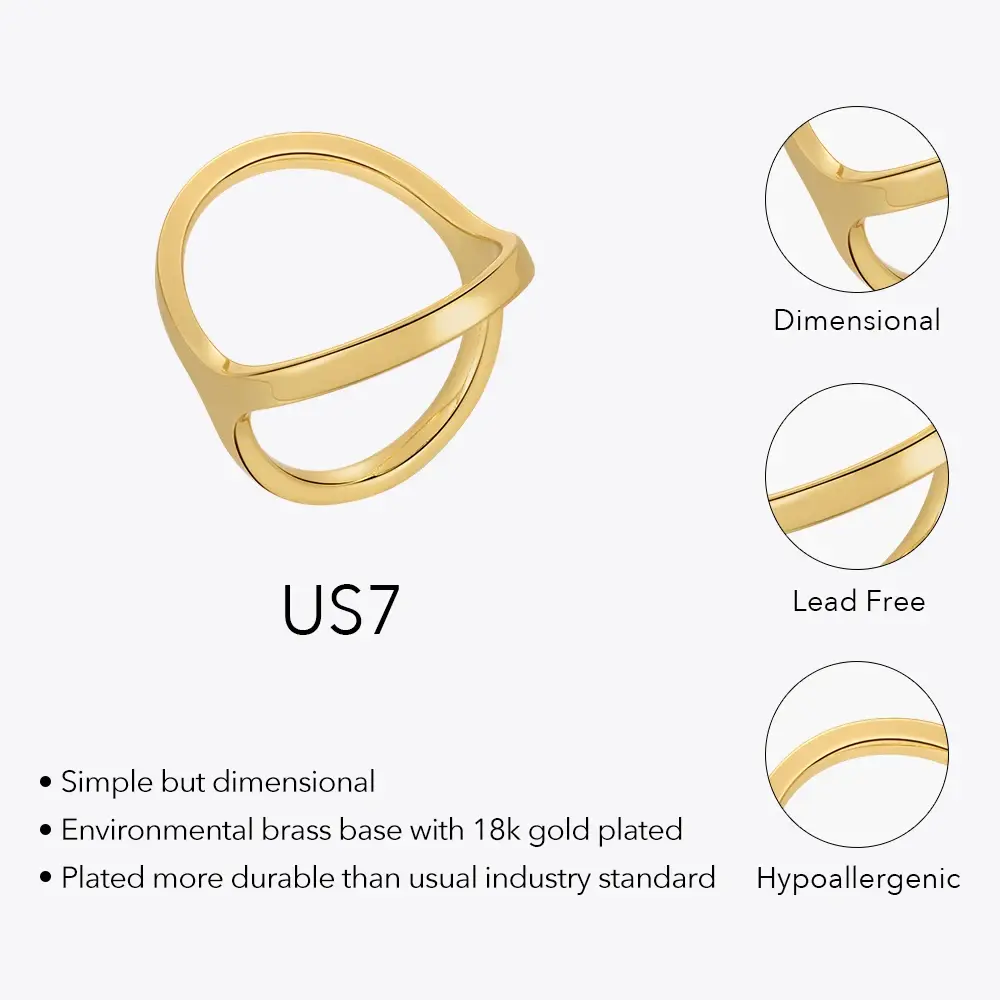 Dimensional
Lead Free
US7
Hypoallergenic
• Simple but dimensional
• Environmental brass base with 18k gold plated
• Plated more durable than usual industry standard